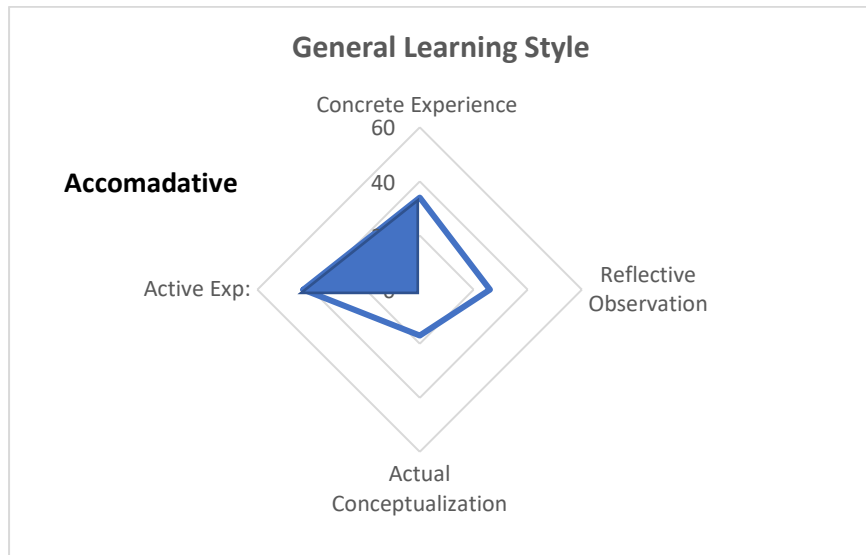 General Learning Style
Concrete Experience
60
40
Accomadative
Active Exp:
Reflective
Observation
Actual
Conceptualization